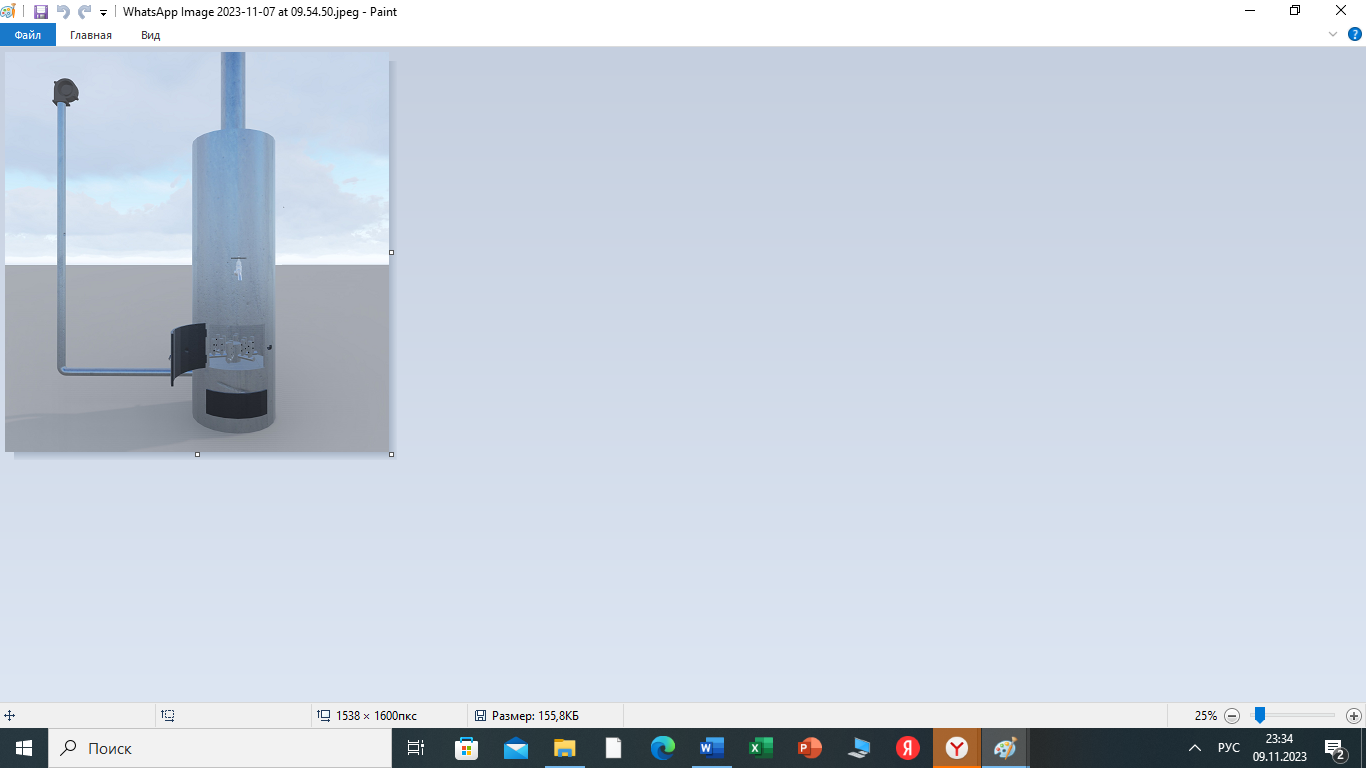 WhatsApp Image 2023-11-07 at 09.54.50.jpeg - Paint
Файл Главная Вид
1538 × 1600пкс Размер: 155,8КБ 25%
Поиск
РУС 23:34
09.11.2023
2